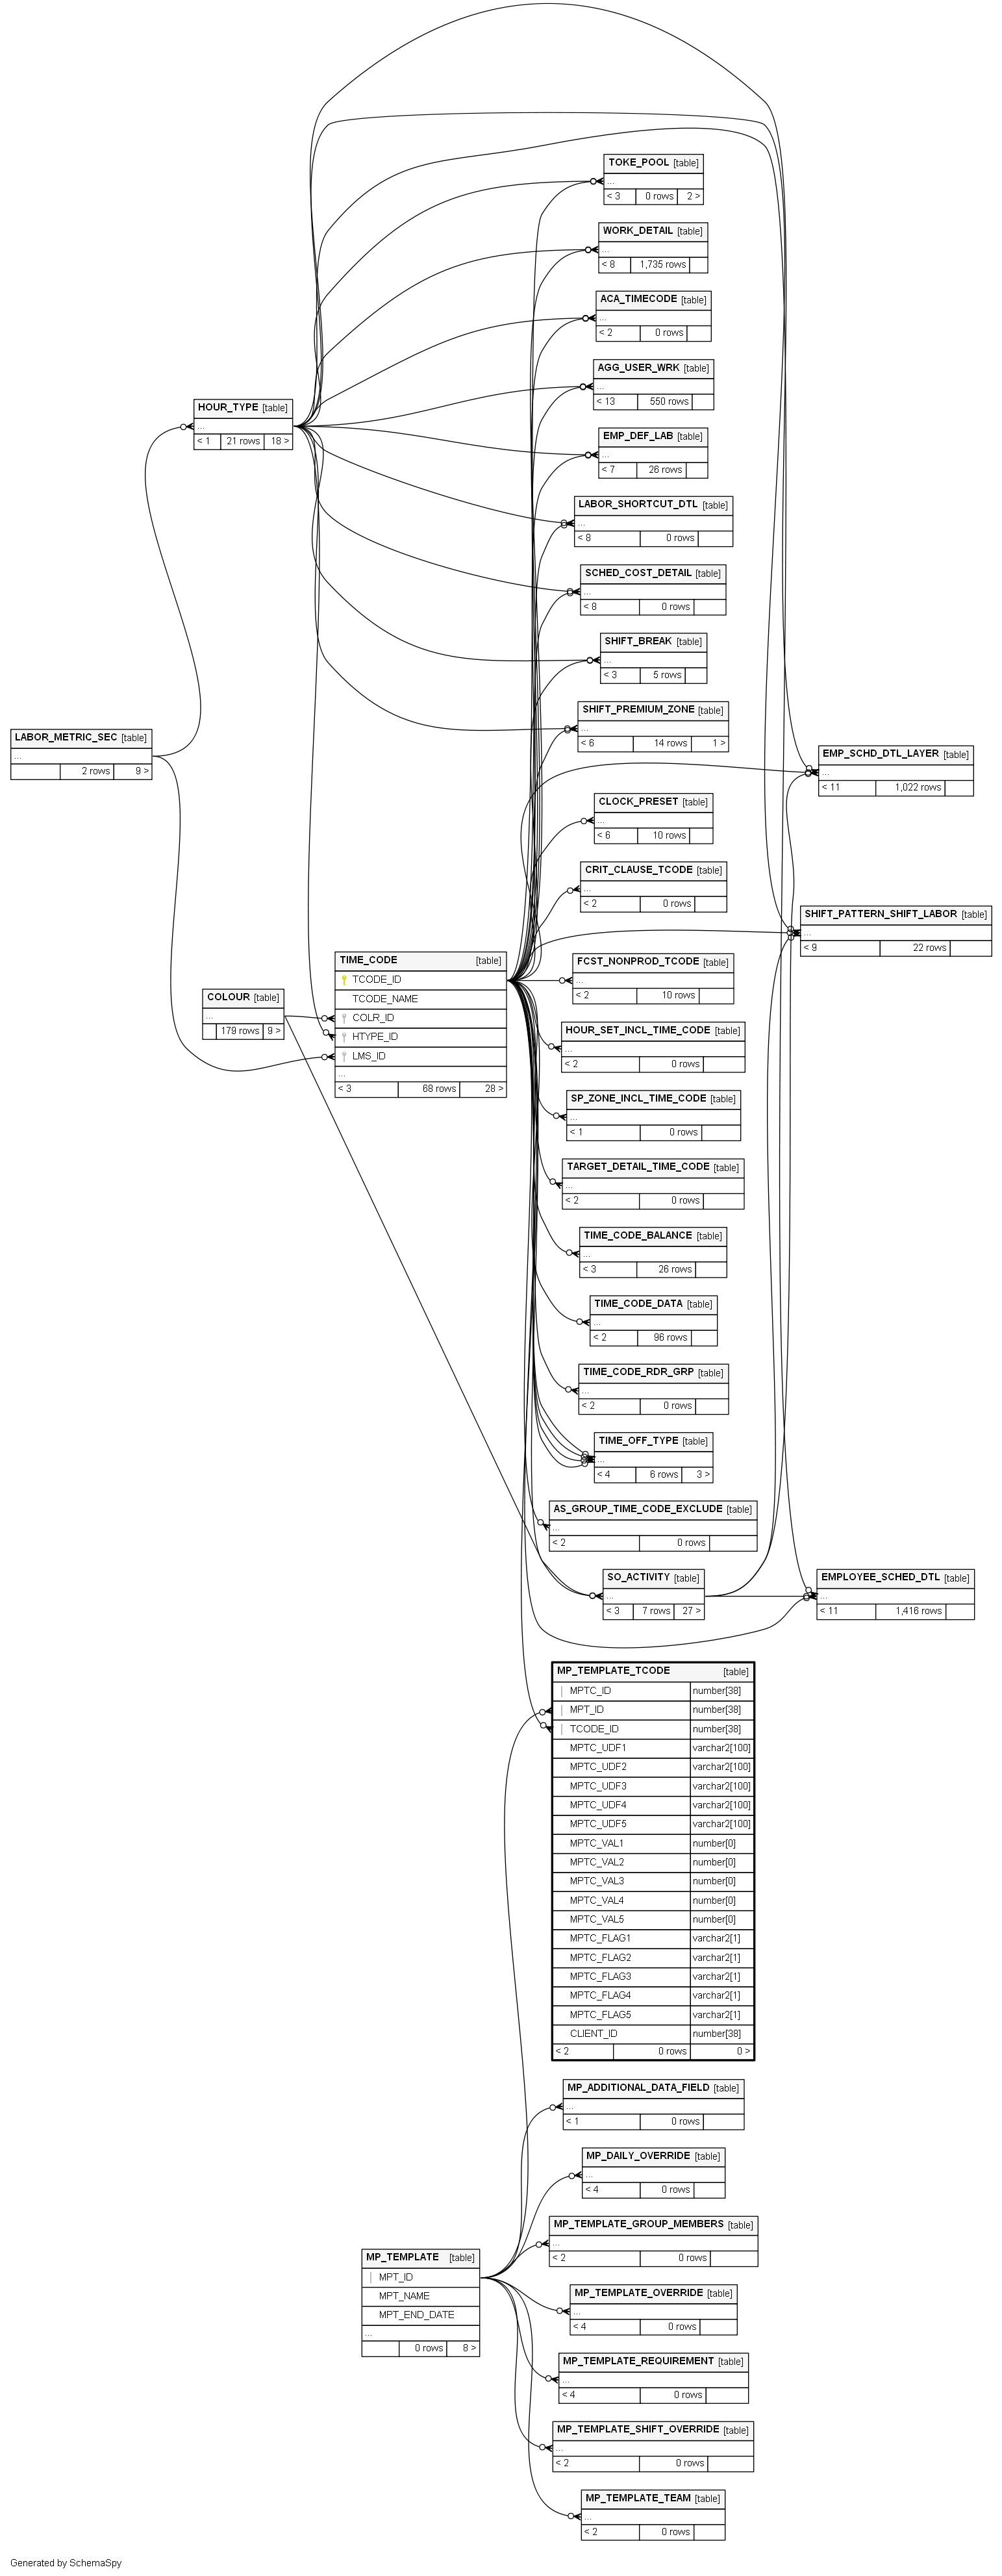 TOKE_POOL [table]
...
< 3 0 rows 2 >
WORK_DETAIL [table]
...
< 8 1,735 rows
ACA_TIMECODE [table]
...
< 2 0 rows
AGG_USER_WRK [table]
...
< 13 550 rows
HOUR_TYPE [table]
...
< 1 21 rows 18 >
EMP_DEF_LAB [table]
...
< 7 26 rows
LABOR_SHORTCUT_DTL [table]
...
< 8 0 rows
SCHED_COST_DETAIL [table]
...
< 8 0 rows
SHIFT_BREAK [table]
...
< 3 5 rows
SHIFT_PREMIUM_ZONE [table]
...
< 6 14 rows 1 >
LABOR_METRIC_SEC [table]
...
2 rows 9 >
EMP_SCHD_DTL_LAYER [table]
...
< 11 1,022 rows
CLOCK_PRESET [table]
...
< 6 10 rows
CRIT_CLAUSE_TCODE [table]
...
< 2 0 rows
SHIFT_PATTERN_SHIFT_LABOR [table]
...
< 9 22 rows
TIME_CODE [table]
TCODE_ID
TCODE_NAME
COLR_ID
HTYPE_ID
LMS_ID
...
< 3 68 rows 28 >
FCST_NONPROD_TCODE [table]
...
< 2 10 rows
COLOUR [table]
...
179 rows 9 >
HOUR_SET_INCL_TIME_CODE [table]
...
< 2 0 rows
SP_ZONE_INCL_TIME_CODE [table]
...
< 1 0 rows
TARGET_DETAIL_TIME_CODE [table]
...
< 2 0 rows
TIME_CODE_BALANCE [table]
...
< 3 26 rows
TIME_CODE_DATA [table]
...
< 2 96 rows
TIME_CODE_RDR_GRP [table]
...
< 2 0 rows
TIME_OFF_TYPE [table]
...
< 4 6 rows 3 >
AS_GROUP_TIME_CODE_EXCLUDE [table]
...
< 2 0 rows
SO_ACTIVITY [table]
...
< 3 7 rows 27 >
EMPLOYEE_SCHED_DTL [table]
...
< 11 1,416 rows
MP_TEMPLATE_TCODE [table]
MPTC_ID number[38]
MPT_ID number[38]
TCODE_ID number[38]
MPTC_UDF1 varchar2[100]
MPTC_UDF2 varchar2[100]
MPTC_UDF3 varchar2[100]
MPTC_UDF4 varchar2[100]
MPTC_UDF5 varchar2[100]
MPTC_VAL1 number[0]
MPTC_VAL2 number[0]
MPTC_VAL3 number[0]
MPTC_VAL4 number[0]
MPTC_VAL5 number[0]
MPTC_FLAG1 varchar2[1]
MPTC_FLAG2 varchar2[1]
MPTC_FLAG3 varchar2[1]
MPTC_FLAG4 varchar2[1]
MPTC_FLAG5 varchar2[1]
CLIENT_ID number[38]
< 2 0 rows 0 >
MP_ADDITIONAL_DATA_FIELD [table]
...
< 1 0 rows
MP_DAILY_OVERRIDE [table]
...
< 4 0 rows
MP_TEMPLATE_GROUP_MEMBERS [table]
...
< 2 0 rows
MP_TEMPLATE [table]
MPT_ID
MPT_NAME
MPT_END_DATE
...
0 rows 8 >
MP_TEMPLATE_OVERRIDE [table]
...
< 4 0 rows
MP_TEMPLATE_REQUIREMENT [table]
...
< 4 0 rows
MP_TEMPLATE_SHIFT_OVERRIDE [table]
...
< 2 0 rows
MP_TEMPLATE_TEAM [table]
...
< 2 0 rows
Generated by SchemaSpy